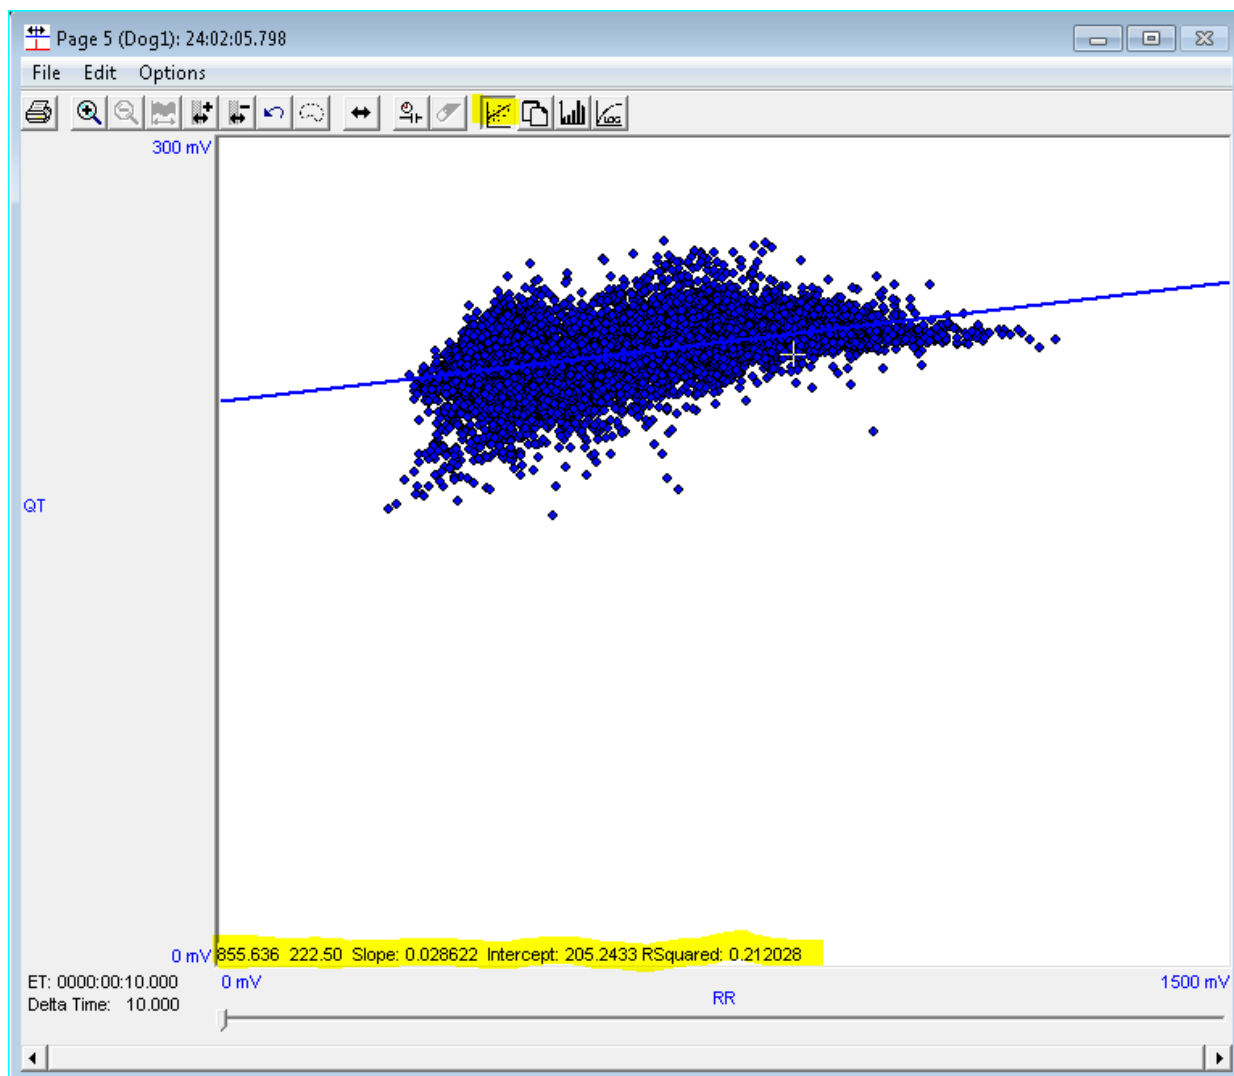 Page 5 (Dog1): 24:02:05.798
File Edit Options
LOG
300 mV
QT
0 mV
855.636 222.50 Slope: 0.028622 Intercept: 205.2433 RSquared: 0.212028
ET: 0000:00:10.000
Delta Time: 10.000
0 mV
1500 mV
RR